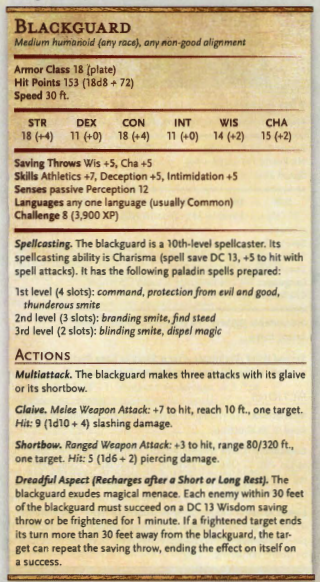 BLACKGUARD
Medium humanoid (any race), any non-good alignment
Armor Class 18 (plate)
Hit Points 153 (18d8 + 72)
Speed 30 ft.
STR DEX CON INT WIS CHA
18 (+4) 11 (+0) 18 (+4) 11 (+0) 14 (+2) 15 (+2)
Saving Throws Wis +5, Cha +5
Skills Athletics +7, Deception +5, Intimidation +5
Senses passive Perception 12
Languages any one language (usually Common)
Challenge 8 (3,900 XP)
Spellcasting. The blackguard is a 10th-level spellcaster. Its
spellcasting ability is Charisma (spell save DC 13, +5 to hit with
spell attacks). It has the following paladin spells prepared:
1st level (4 slots): command, protection from evil and good,
thunderous smite
2nd level (3 slots): branding smite, find steed
3rd level (2 slots): blinding smite, dispel magic
ACTIONS
Multiattack. The blackguard makes three attacks with its glaive
or its shortbow.
Glaive. Melee Weapon Attack: +7 to hit, reach 10 ft., one target.
Hit: 9 (1d10 + 4) slashing damage.
Shortbow. Ranged Weapon Attack: +3 to hit, range 80/320 ft.,
one target. Hit: 5 (1d6 + 2) piercing damage.
Dreadful Aspect (Recharges after a Short or Long Rest). The
blackguard exudes magical menace. Each enemy within 30 feet
of the blackguard must succeed on a DC 13 Wisdom saving
throw or be frightened for 1 minute. If a frightened target ends
its turn more than 30 feet away from the blackguard, the tar-
get can repeat the saving throw, ending the effect on itself on
a success.